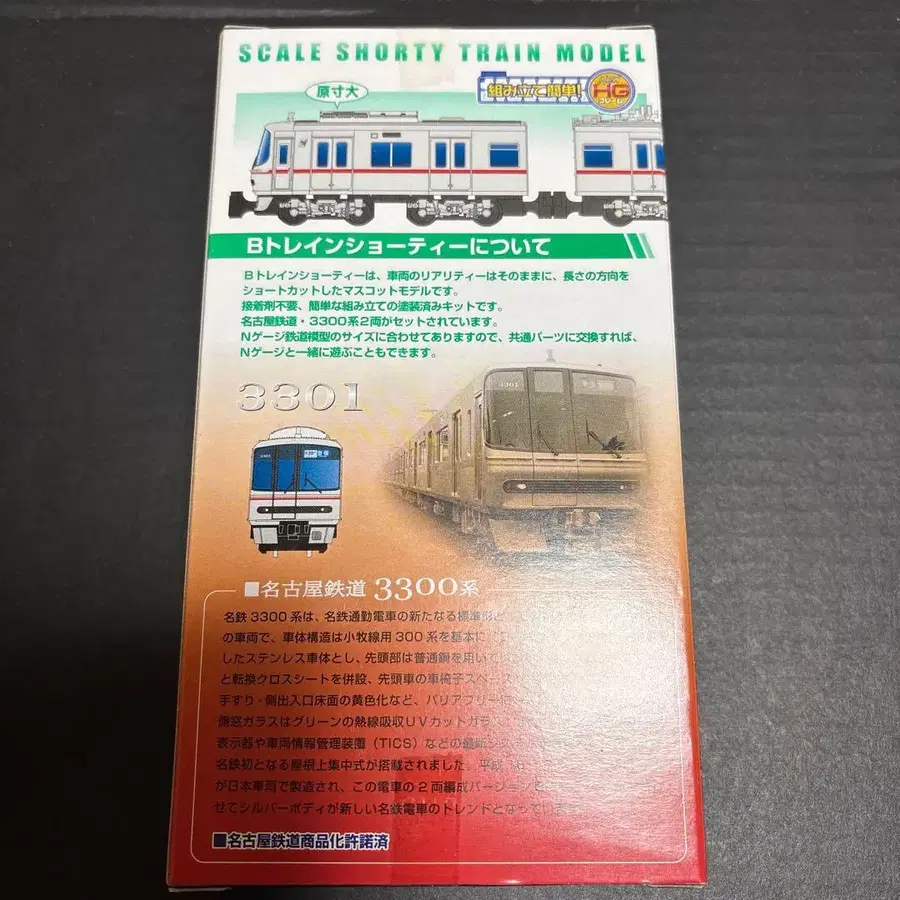 SCALE SHORTY TRAIN MODEL
原寸大
組み立て簡単!
HG
Bトレインショーティーについて
Bトレインショーティーは、車両のリアリティーはそのままに、長さの方向を
ショートカットしたマスコットモデルです。
接着剤不要、簡単な組み立ての塗装済みキットです。
名古屋鉄道・3300系2両がセットされています。
Nゲージ鉄道模型のサイズに合わせてありますので、共通パーツに交換すれば、
Nゲージと一緒に遊ぶこともできます。
3301
■名古屋鉄道 3300系
名鉄3300系は、名鉄通勤電車の新たなる標準
の車両で、車体構造は小牧線用300系を基本に
したステンレス車体とし、先頭部は普通鋼を用いて
と転換クロスシートを併設、先頭車の車椅子スペース
手すり・側出入口床面の黄色化など、バリアフリー
側窓ガラスはグリーンの熱線吸収UVカットガラス
表示器や車両情報管理装置(TICS)などの最新
名鉄初となる屋根上集中式が搭載されました。平成
が日本車両で製造され、この電車の2両編成バージョン
せてシルバーボディが新しい名鉄電車のトレンドとなってい
■名古屋鉄道商品化許諾済